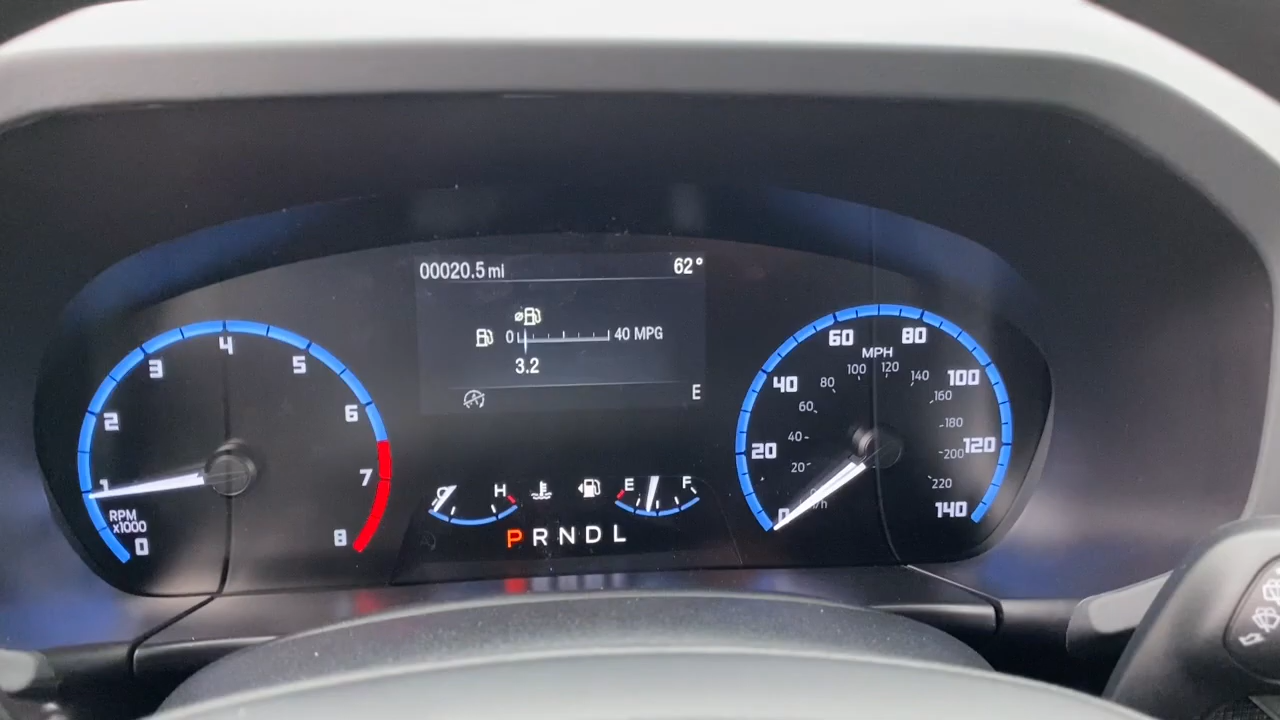 00020.5 mi 62°
0 40 MPG
3.2
E
0 1 2 3 4 5 6 7 8
RPM
x1000
C H
E F
P R N D L
0 20 40 60 80 100 120 140
MPH
20 40 60 80 100 120 140 160 180 200 220